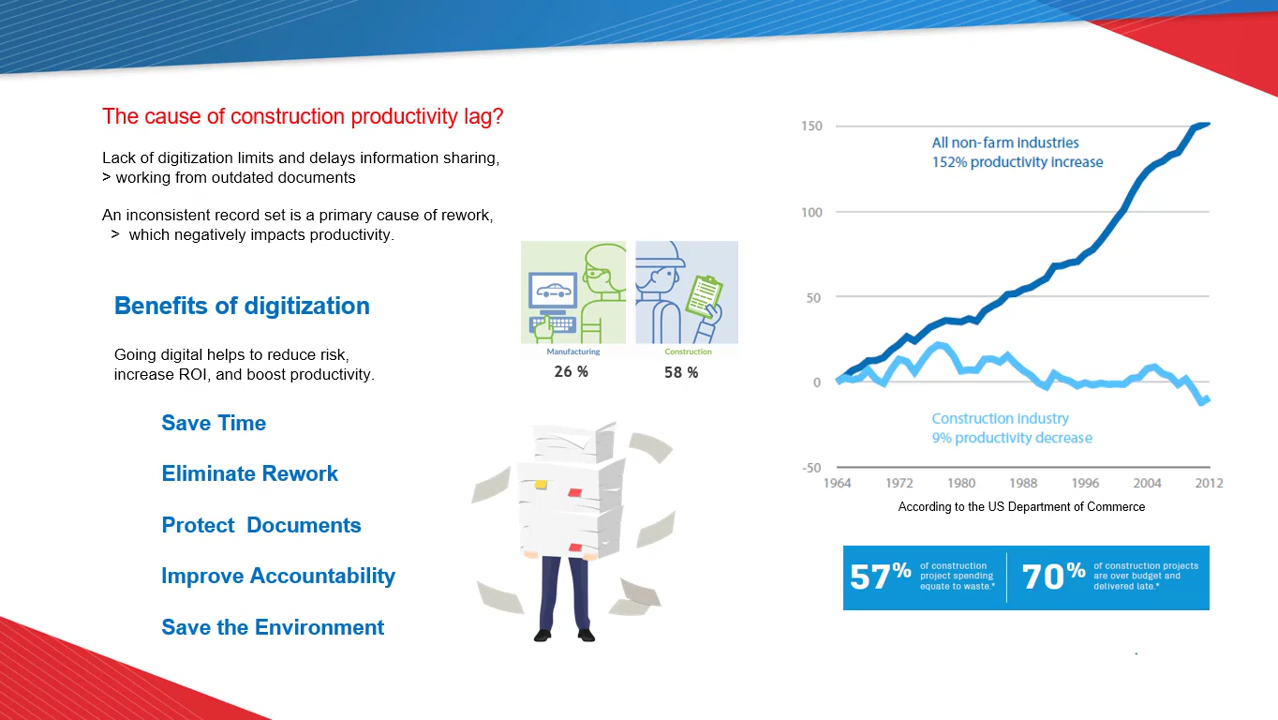 The cause of construction productivity lag?
Lack of digitization limits and delays information sharing,
> working from outdated documents
An inconsistent record set is a primary cause of rework,
> which negatively impacts productivity.
Benefits of digitization
Going digital helps to reduce risk,
increase ROI, and boost productivity.
Save Time
Eliminate Rework
Protect Documents
Improve Accountability
Save the Environment
Manufacturing
26 %
Construction
58 %
150
100
50
0
-50
All non-farm industries
152% productivity increase
Construction industry
9% productivity decrease
1964 1972 1980 1988 1996 2004 2012
According to the US Department of Commerce
57%
of construction
project spending
equate to waste.*
70%
of construction projects
are over budget and
delivered late.*